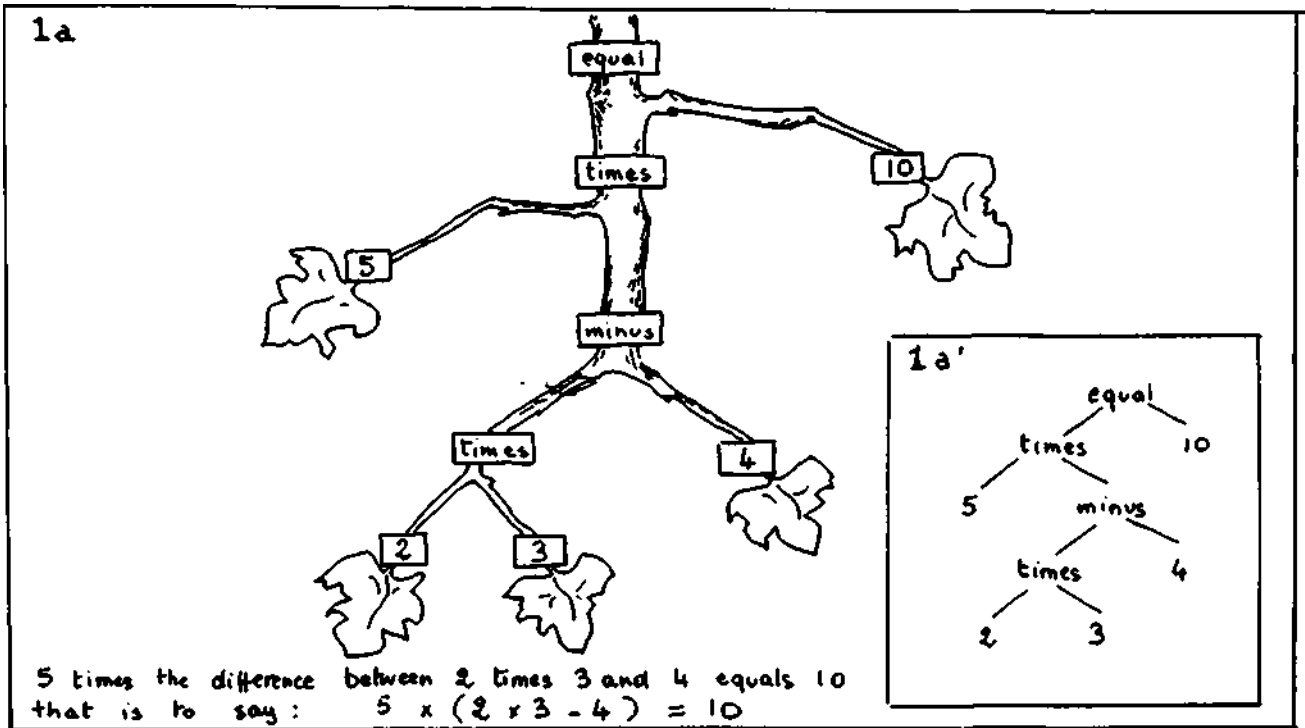 1a
equal
times
10
5
minus
times
4
2
3
5 times the difference between 2 times 3 and 4 equals 10
that is to say : 5 x (2 x 3 - 4) = 10
1a'
equal
times 10
5 minus
times 4
2 3